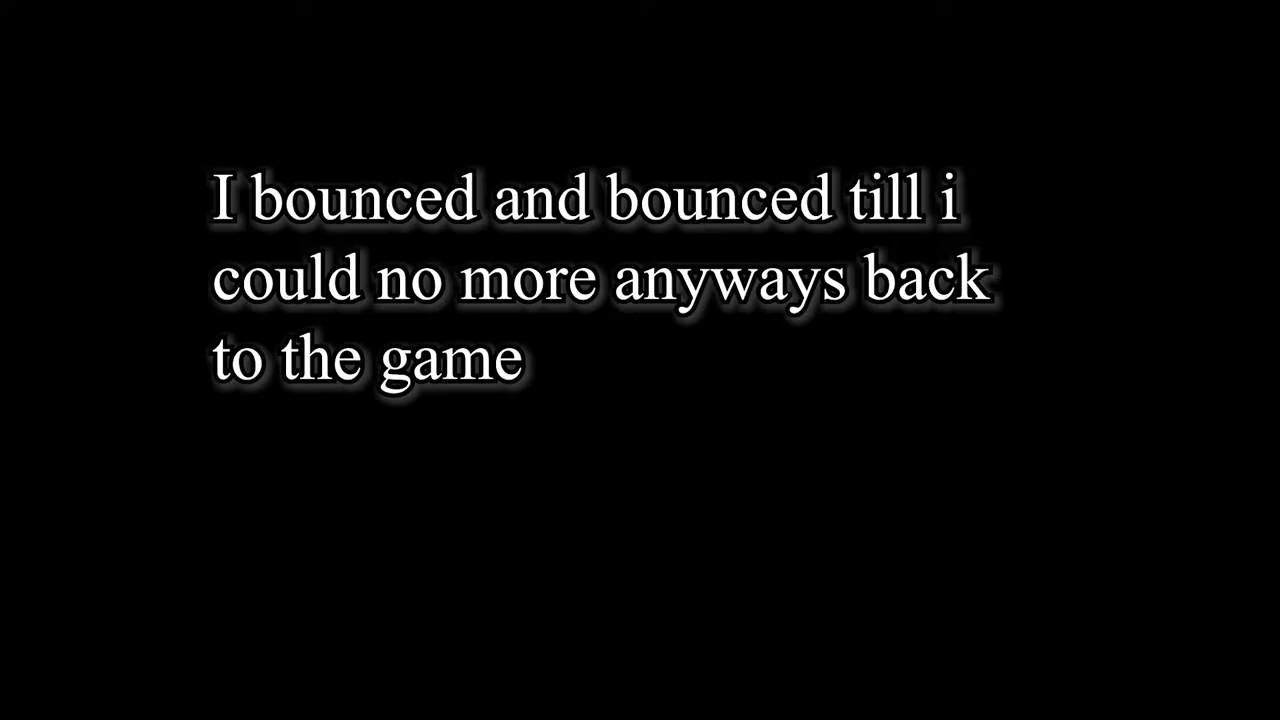 I bounced and bounced till i
could no more anyways back
to the game